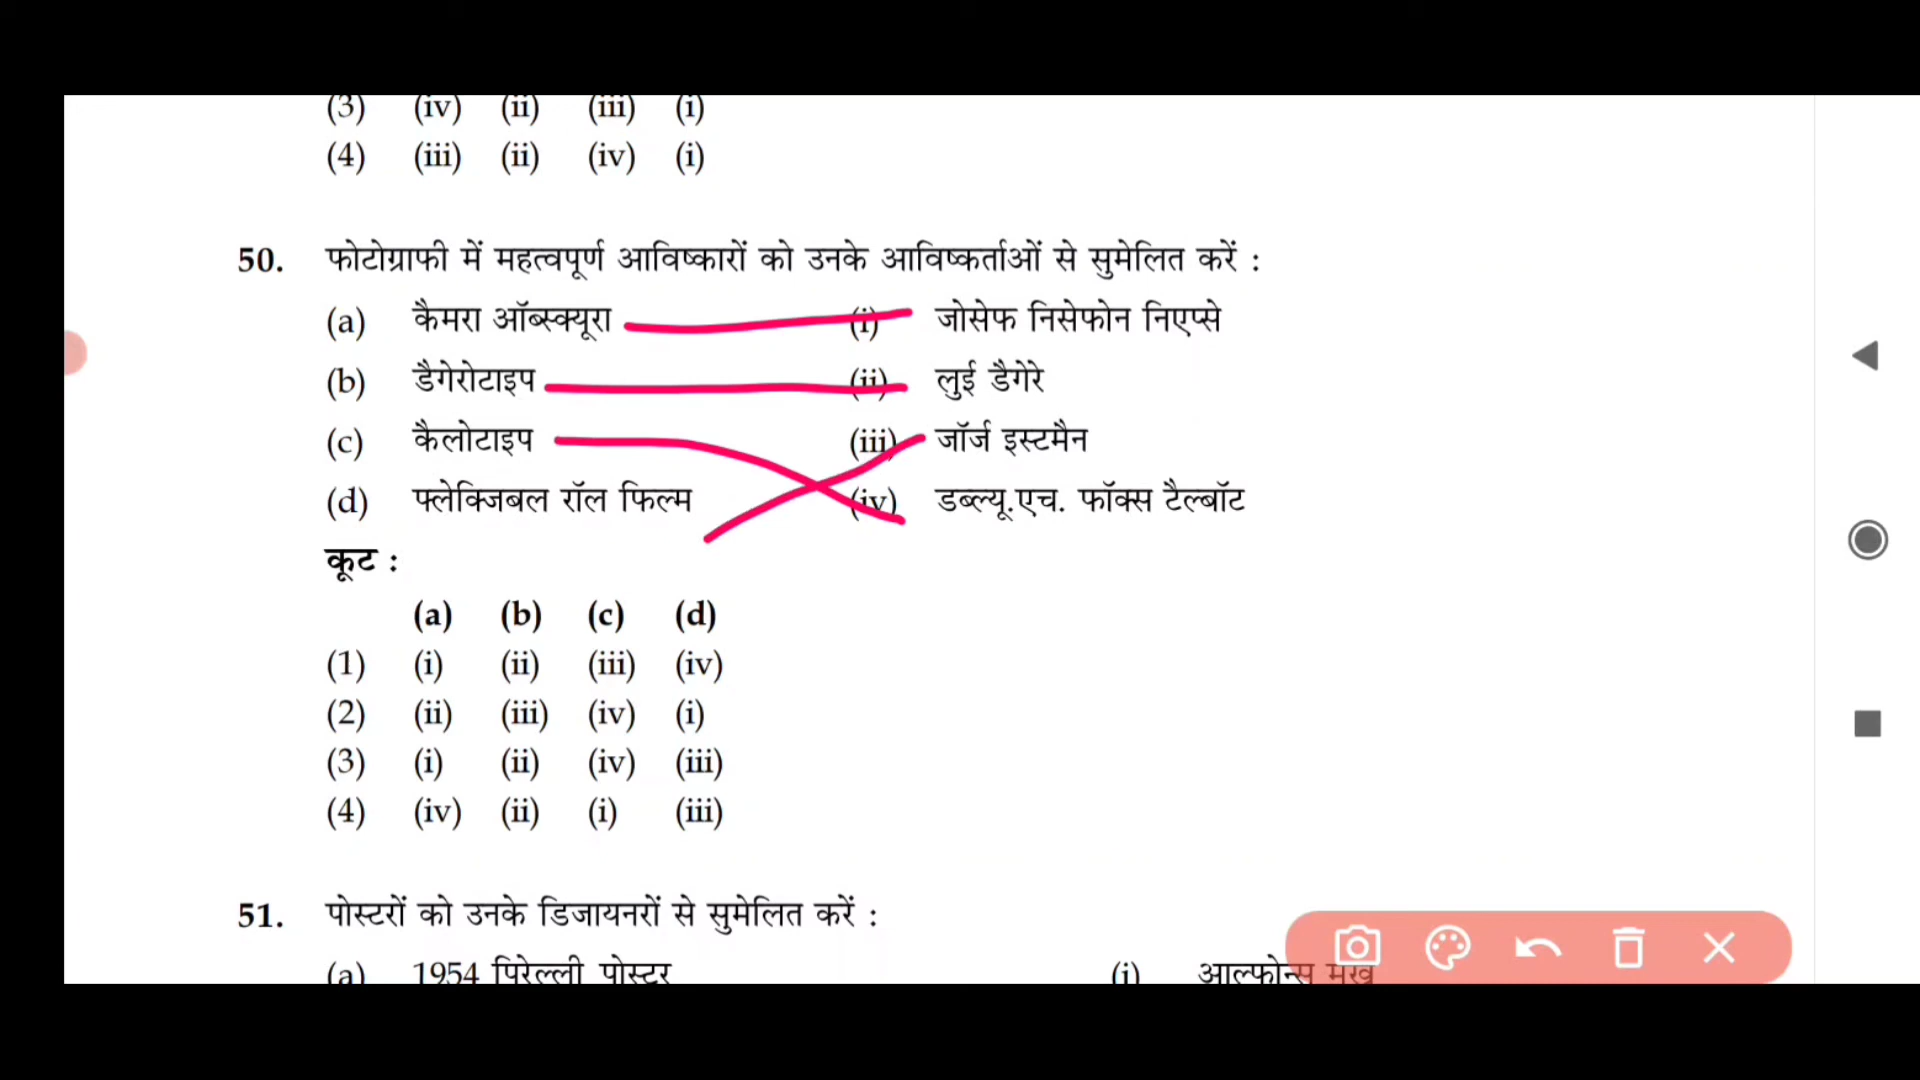 (3) (iv) (ii) (iii) (i)
(4) (iii) (ii) (iv) (i)
50. फोटोग्राफी में महत्वपूर्ण आविष्कारों को उनके आविष्कर्ताओं से सुमेलित करें :
(a) कैमरा ऑब्स्क्यूरा (i) जोसेफ निसेफोन निएप्से
(b) डैगेरोटाइप (ii) लुई डैगेरे
(c) कैलोटाइप (iii) जॉर्ज इस्टमैन
(d) फ्लेक्जिबल रॉल फिल्म (iv) डब्ल्यू.एच. फॉक्स टैल्बॉट
कूट :
(a) (b) (c) (d)
(1) (i) (ii) (iii) (iv)
(2) (ii) (iii) (iv) (i)
(3) (i) (ii) (iv) (iii)
(4) (iv) (ii) (i) (iii)
51. पोस्टरों को उनके डिजायनरों से सुमेलित करें :
(a) 1954 पिरेल्ली पोस्टर (i) आल्फोन्स